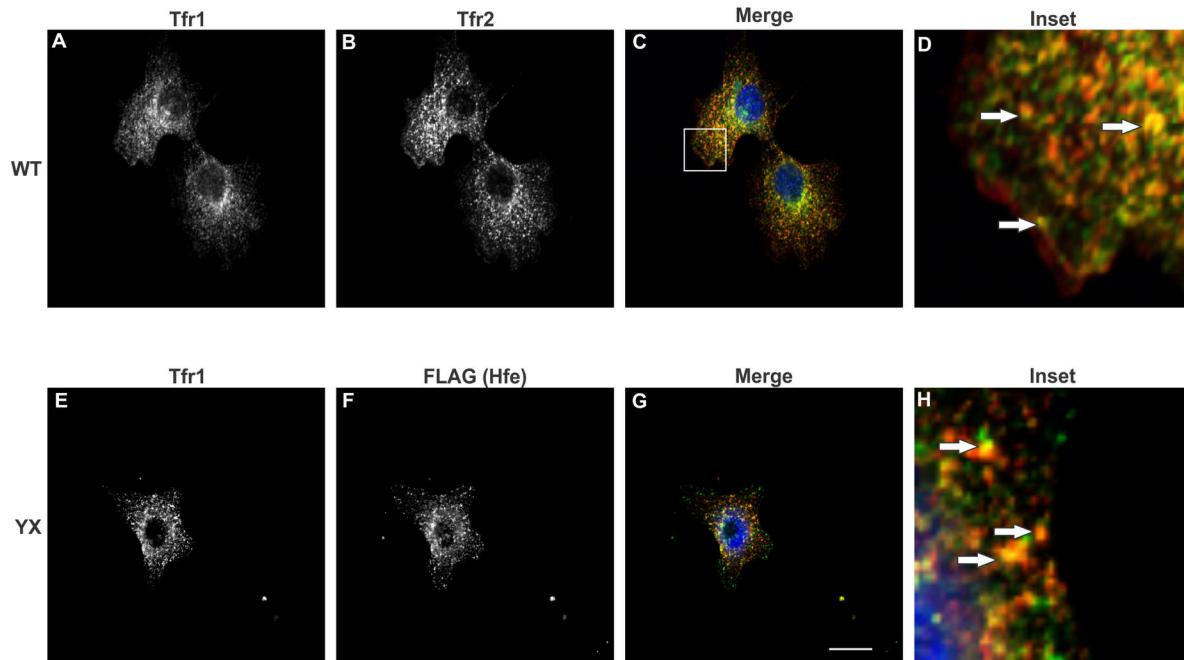 Tfr1 Tfr2 Merge Inset
A B C D
WT
Tfr1 FLAG (Hfe) Merge Inset
E F G H
YX